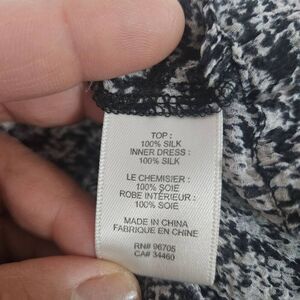 TOP :
100% SILK
INNER DRESS :
100% SILK
LE CHEMISIER :
100% SOIE
ROBE INTÉRIEUR :
100% SOIE
MADE IN CHINA
FABRIQUE EN CHINE
RN# 96705
CA# 34460